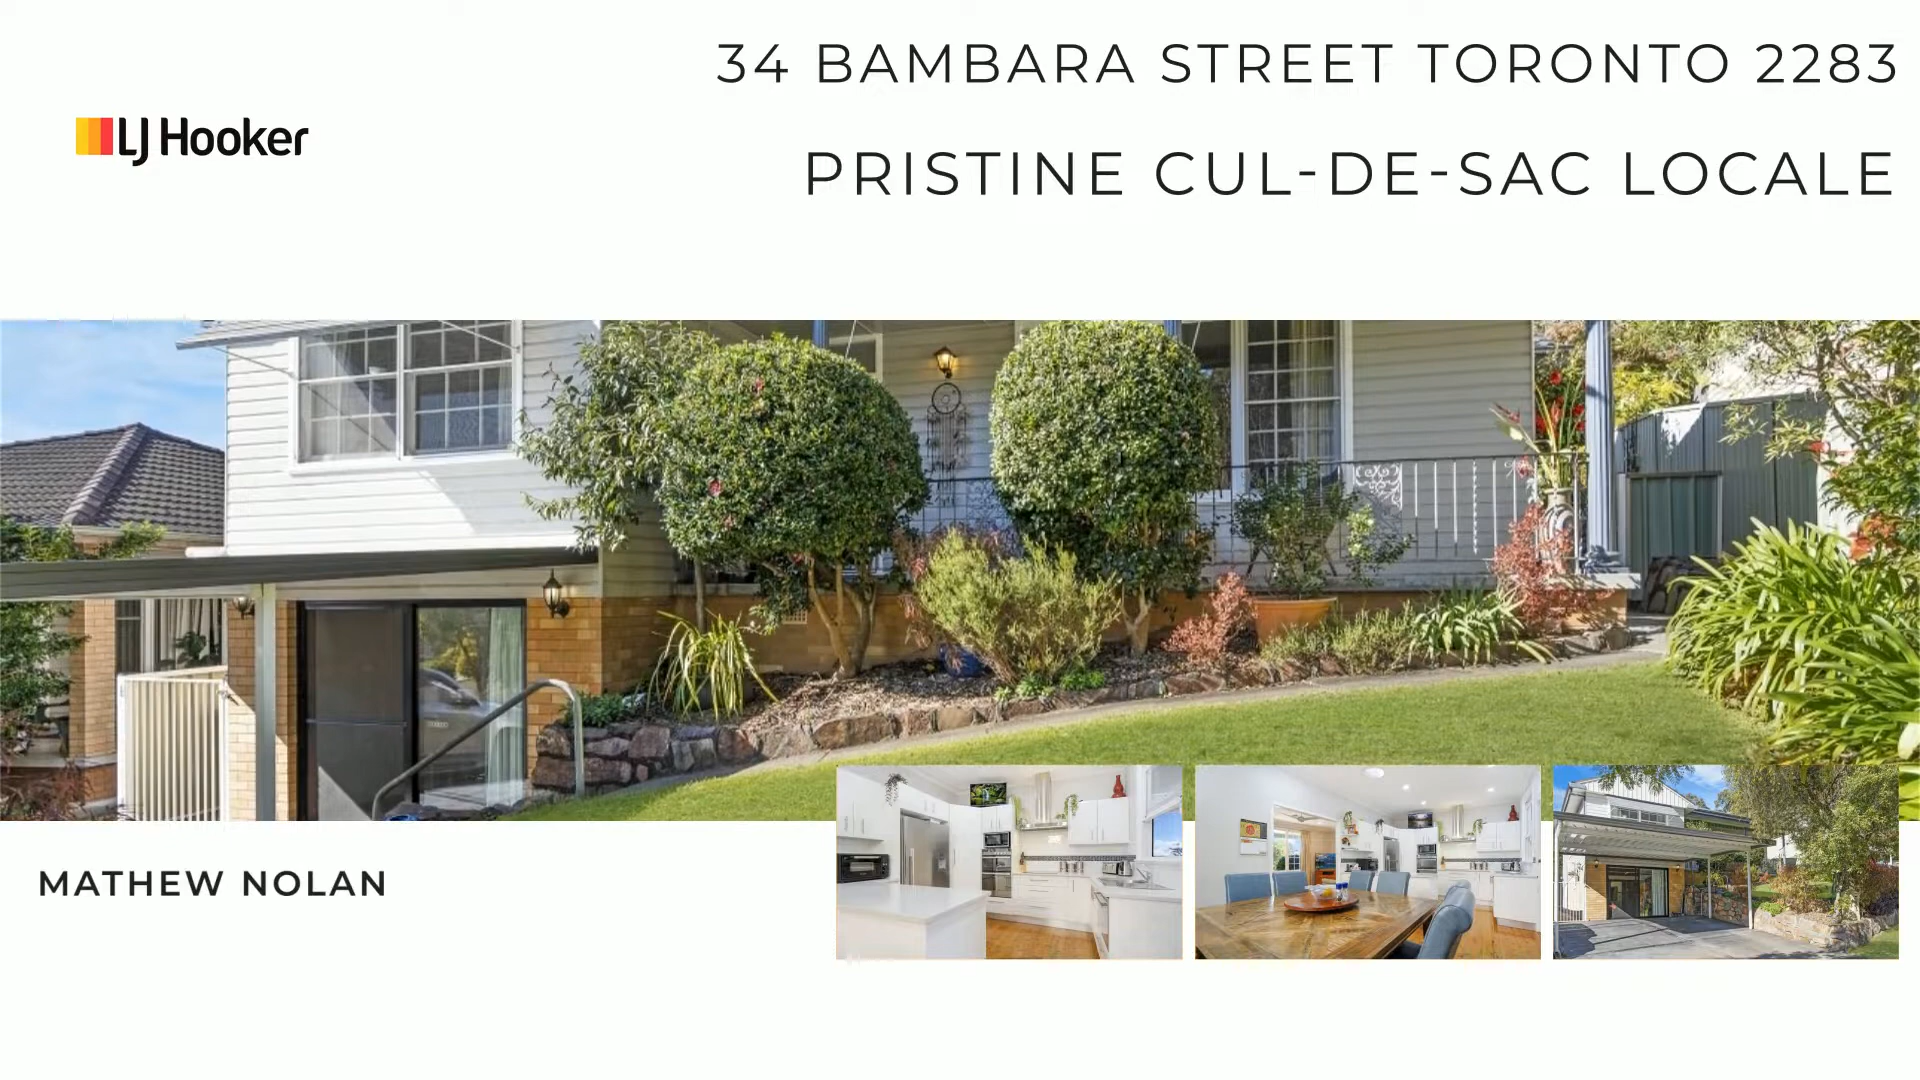 34 BAMBARA STREET TORONTO 2283
LJ Hooker
PRISTINE CUL-DE-SAC LOCALE
MATHEW NOLAN